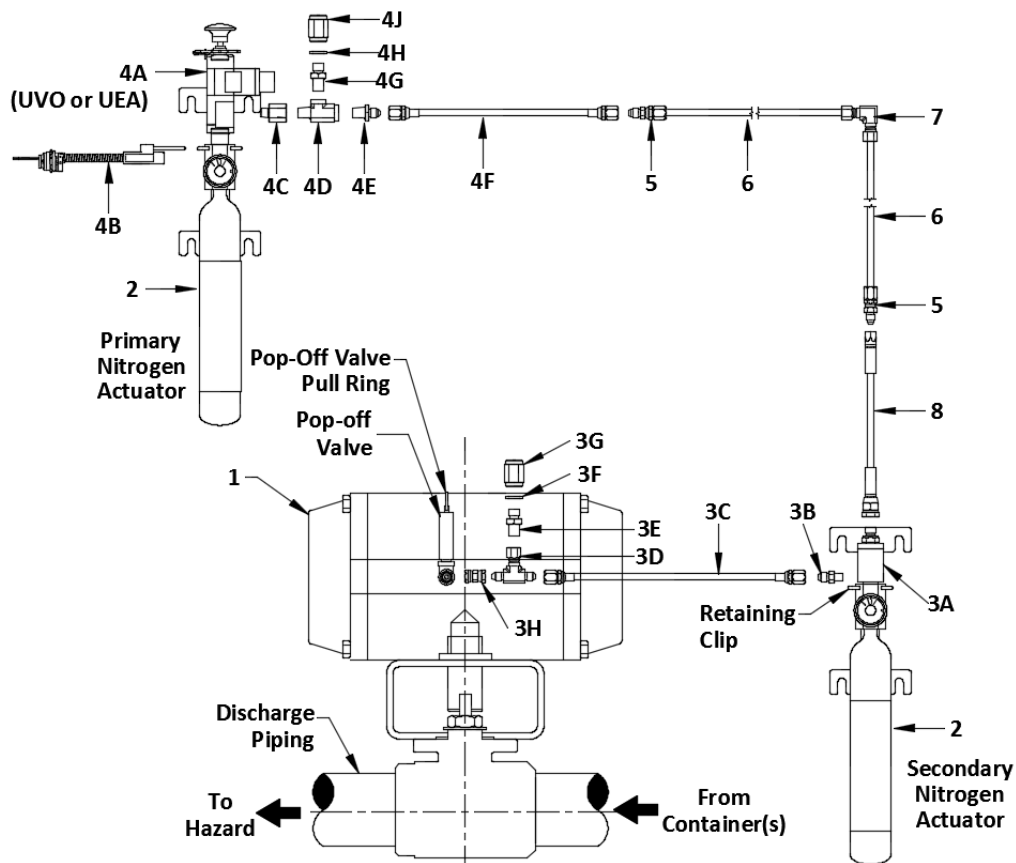 4J
4H
4G
4A
(UVO or UEA)
4B
4C
4D
4E
4F
5
6
7
6
5
8
2
Primary
Nitrogen
Actuator
Pop-Off Valve
Pull Ring
Pop-off
Valve
1
3G
3F
3E
3D
3C
3B
3H
3A
Retaining
Clip
Discharge
Piping
To
Hazard
From
Container(s)
2
Secondary
Nitrogen
Actuator